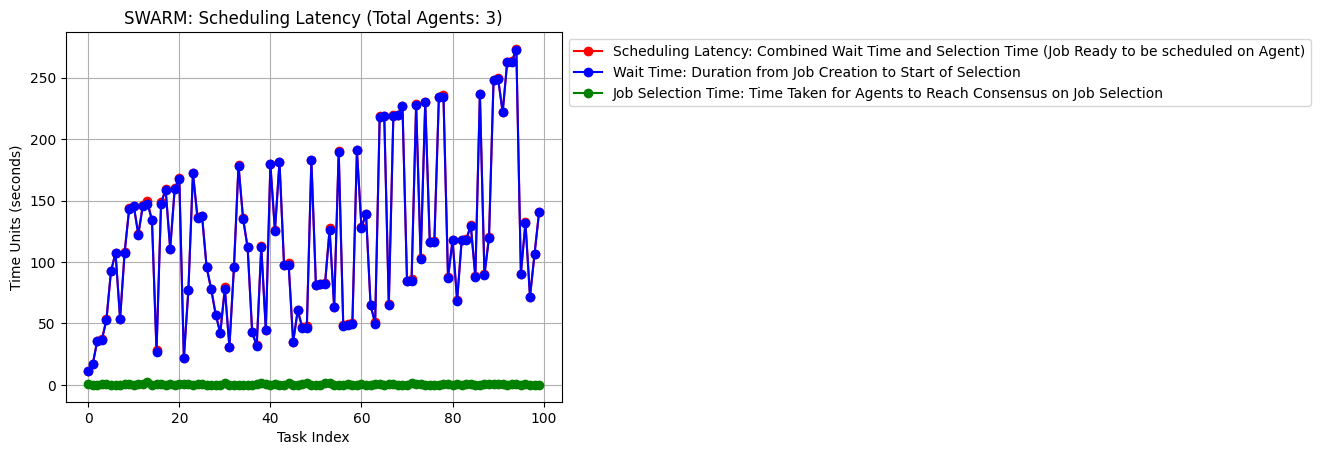 SWARM: Scheduling Latency (Total Agents: 3)
Scheduling Latency: Combined Wait Time and Selection Time (Job Ready to be scheduled on Agent)
Wait Time: Duration from Job Creation to Start of Selection
Job Selection Time: Time Taken for Agents to Reach Consensus on Job Selection
Time Units (seconds)
250
200
150
100
50
0
0 20 40 60 80 100
Task Index